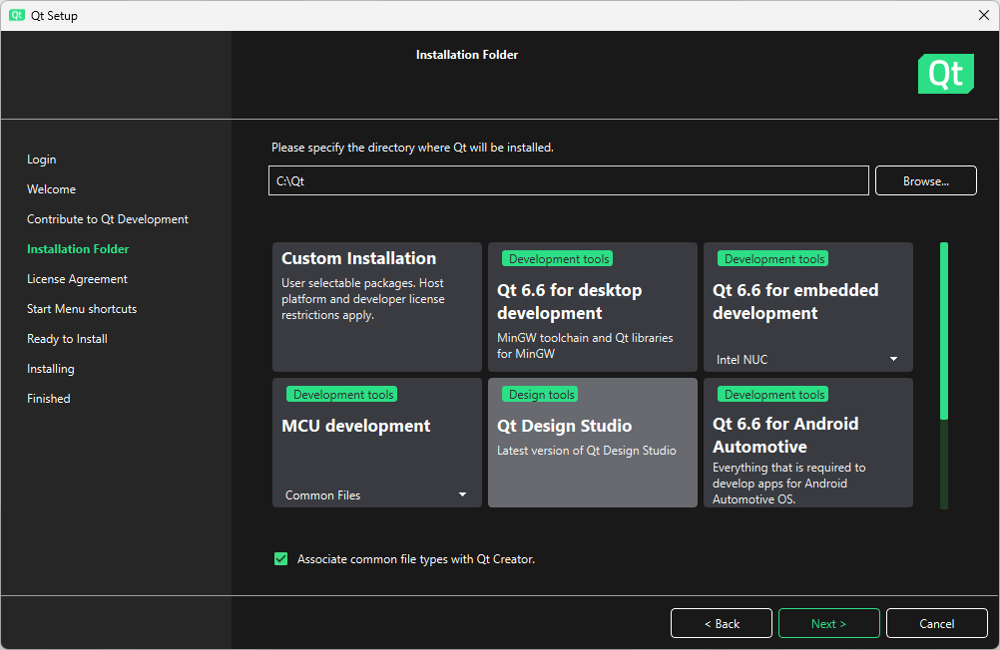 Qt Qt Setup
Installation Folder
Qt
Login
Welcome
Contribute to Qt Development
Installation Folder
License Agreement
Start Menu shortcuts
Ready to Install
Installing
Finished
Please specify the directory where Qt will be installed.
C:\Qt
Browse...
Custom Installation
User selectable packages. Host
platform and developer license
restrictions apply.
Development tools
Qt 6.6 for desktop
development
MinGW toolchain and Qt libraries
for MinGW
Development tools
Qt 6.6 for embedded
development
Intel NUC
Development tools
MCU development
Common Files
Design tools
Qt Design Studio
Latest version of Qt Design Studio
Development tools
Qt 6.6 for Android
Automotive
Everything that is required to
develop apps for Android
Automotive OS.
Associate common file types with Qt Creator.
< Back
Next >
Cancel